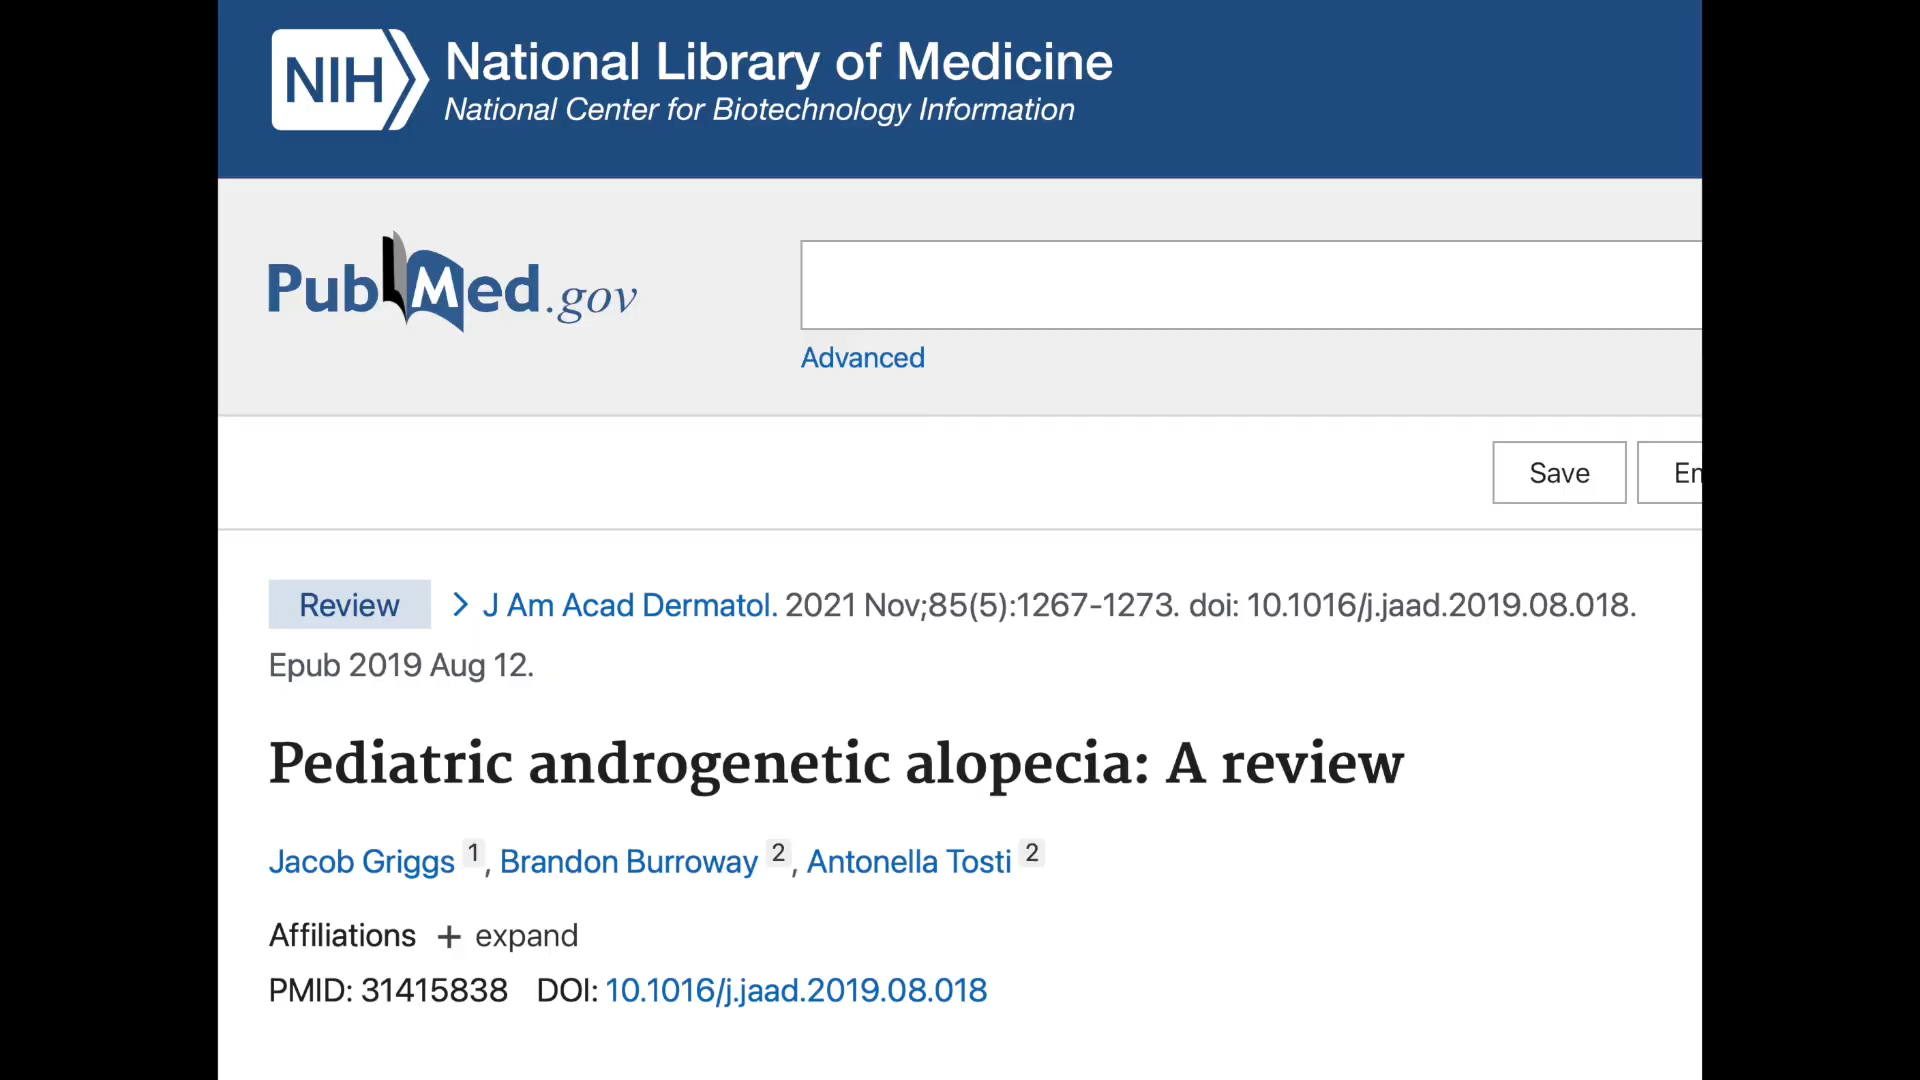 NIH National Library of Medicine
National Center for Biotechnology Information
PubMed.gov
Advanced
Save
En
Review > J Am Acad Dermatol. 2021 Nov;85(5):1267-1273. doi: 10.1016/j.jaad.2019.08.018.
Epub 2019 Aug 12.
Pediatric androgenetic alopecia: A review
Jacob Griggs 1, Brandon Burroway 2, Antonella Tosti 2
Affiliations + expand
PMID: 31415838 DOI: 10.1016/j.jaad.2019.08.018